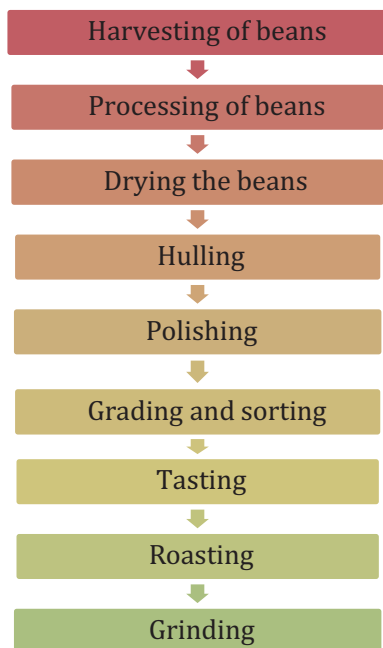 Harvesting of beans
Processing of beans
Drying the beans
Hulling
Polishing
Grading and sorting
Tasting
Roasting
Grinding